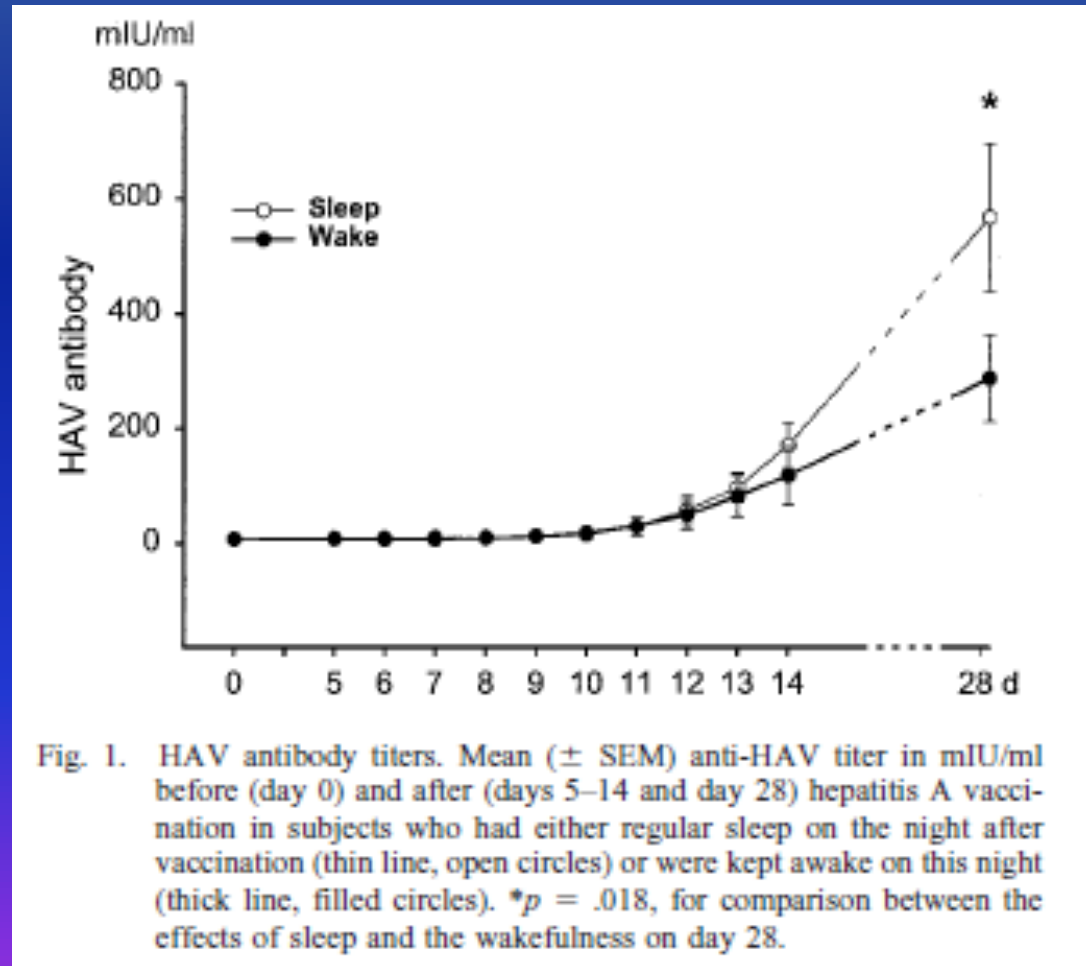 mIU/ml
800
600
400
200
0
HAV antibody
Sleep
Wake
*
0 5 6 7 8 9 10 11 12 13 14 28 d
Fig. 1. HAV antibody titers. Mean (± SEM) anti-HAV titer in mIU/ml
before (day 0) and after (days 5–14 and day 28) hepatitis A vacci-
nation in subjects who had either regular sleep on the night after
vaccination (thin line, open circles) or were kept awake on this night
(thick line, filled circles). *p = .018, for comparison between the
effects of sleep and the wakefulness on day 28.